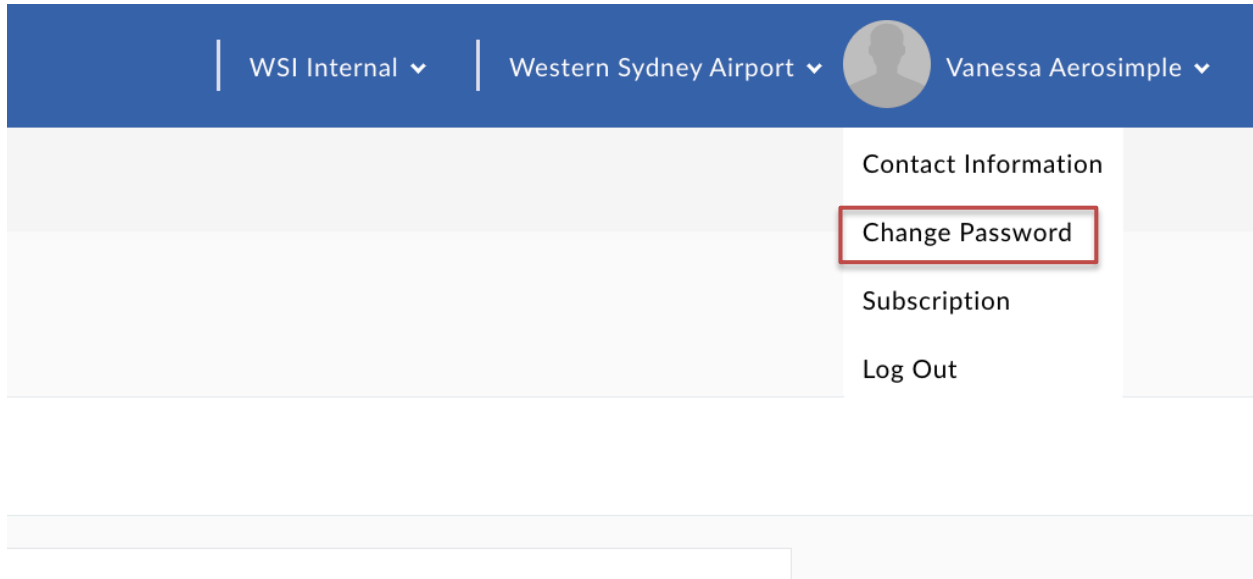 WSI Internal Western Sydney Airport Vanessa Aerosimple
Contact Information
Change Password
Subscription
Log Out